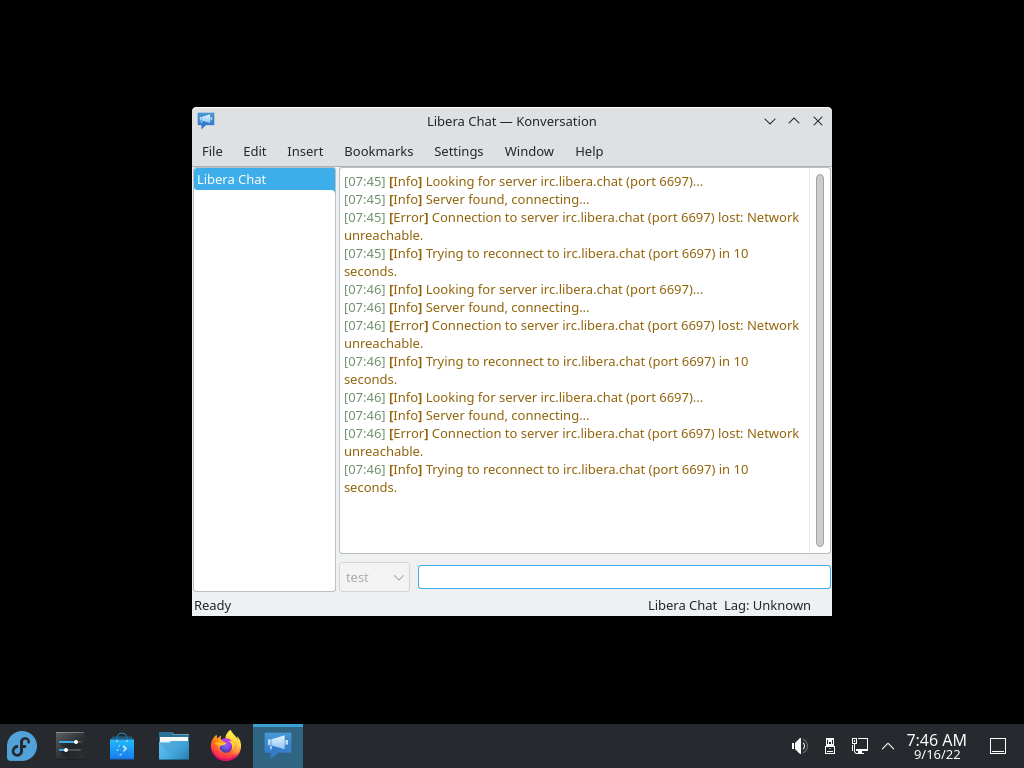 Libera Chat — Konversation
File Edit Insert Bookmarks Settings Window Help
Libera Chat
[07:45] [Info] Looking for server irc.libera.chat (port 6697)...
[07:45] [Info] Server found, connecting...
[07:45] [Error] Connection to server irc.libera.chat (port 6697) lost: Network
unreachable.
[07:45] [Info] Trying to reconnect to irc.libera.chat (port 6697) in 10
seconds.
[07:46] [Info] Looking for server irc.libera.chat (port 6697)...
[07:46] [Info] Server found, connecting...
[07:46] [Error] Connection to server irc.libera.chat (port 6697) lost: Network
unreachable.
[07:46] [Info] Trying to reconnect to irc.libera.chat (port 6697) in 10
seconds.
[07:46] [Info] Looking for server irc.libera.chat (port 6697)...
[07:46] [Info] Server found, connecting...
[07:46] [Error] Connection to server irc.libera.chat (port 6697) lost: Network
unreachable.
[07:46] [Info] Trying to reconnect to irc.libera.chat (port 6697) in 10
seconds.
test
Ready Libera Chat Lag: Unknown
7:46 AM
9/16/22